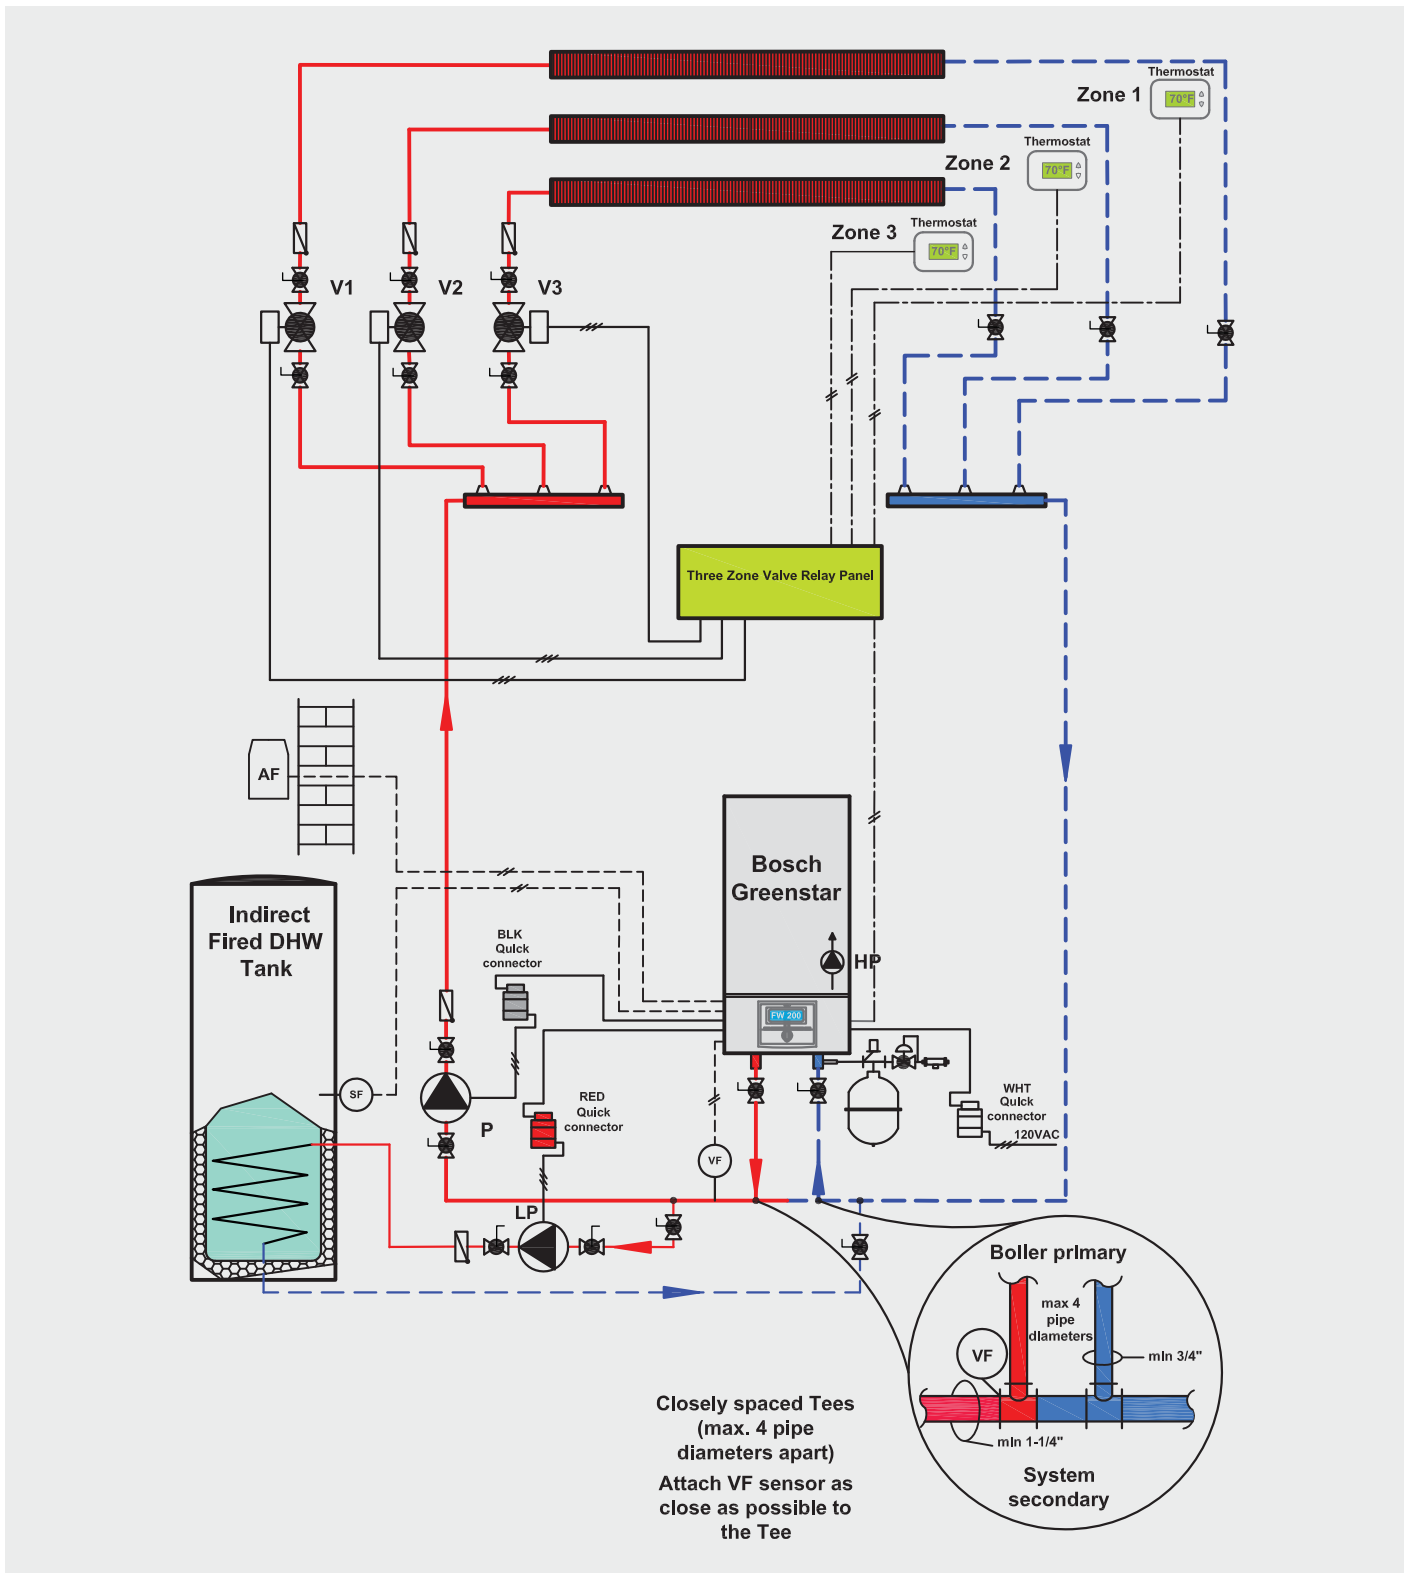 Thermostat
Zone 1
70°F
Thermostat
Zone 2
70°F
Thermostat
Zone 3
70°F
V1
V2
V3
Three Zone Valve Relay Panel
AF
Bosch
Greenstar
HP
FW 200
Indirect
Fired DHW
Tank
BLK
Quick
connector
SF
P
RED
Quick
connector
WHT
Quick
connector
120VAC
VF
LP
Boiler primary
max 4
pipe
diameters
VF
min 3/4"
min 1-1/4"
System
secondary
Closely spaced Tees
(max. 4 pipe
diameters apart)
Attach VF sensor as
close as possible to
the Tee